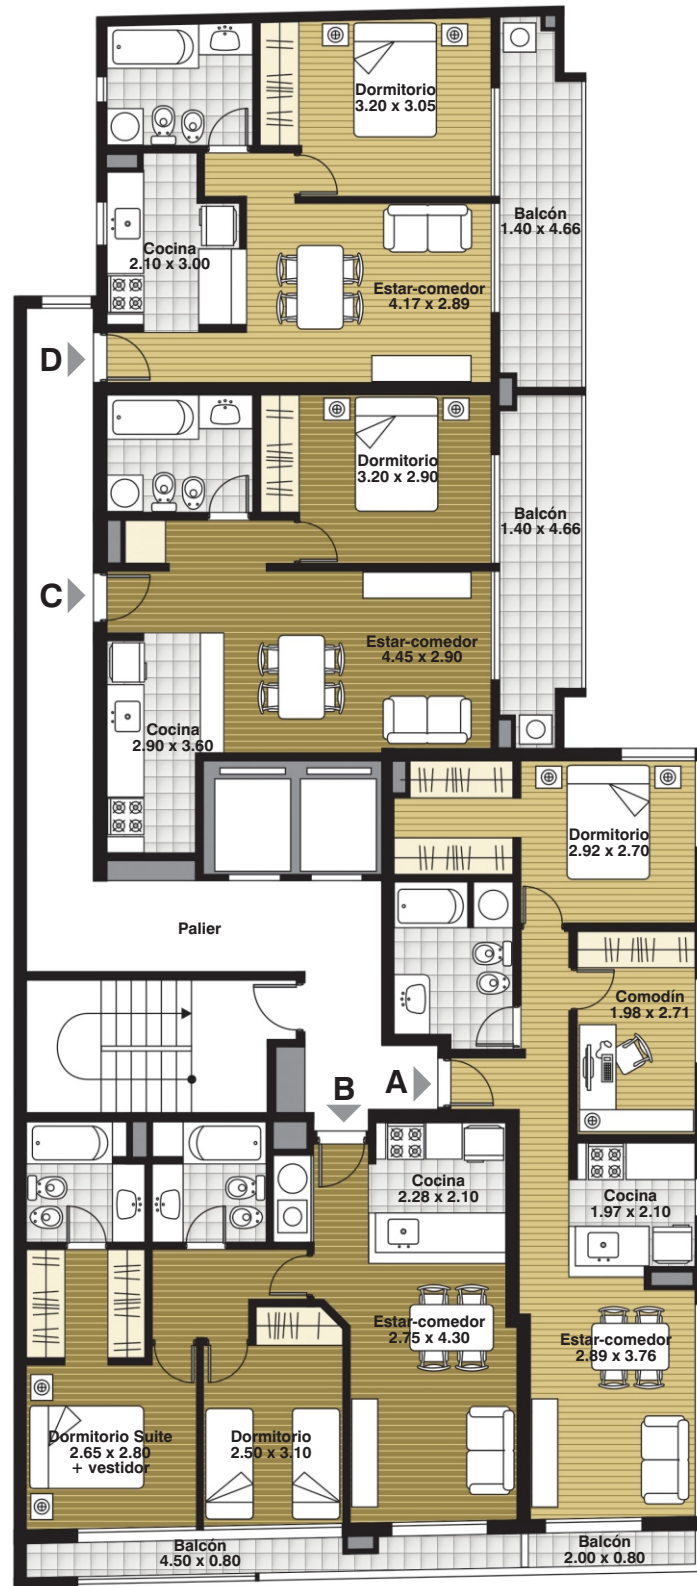 Dormitorio
3.20 x 3.05
Balcón
1.40 x 4.66
Cocina
2.10 x 3.00
Estar-comedor
4.17 x 2.89
D
Dormitorio
3.20 x 2.90
Balcón
1.40 x 4.66
C
Estar-comedor
4.45 x 2.90
Cocina
2.90 x 3.60
Dormitorio
2.92 x 2.70
Palier
Comodín
1.98 x 2.71
B
A
Cocina
2.28 x 2.10
Cocina
1.97 x 2.10
Estar-comedor
2.75 x 4.30
Estar-comedor
2.89 x 3.76
Dormitorio Suite
2.65 x 2.80
+ vestidor
Dormitorio
2.50 x 3.10
Balcón
4.50 x 0.80
Balcón
2.00 x 0.80